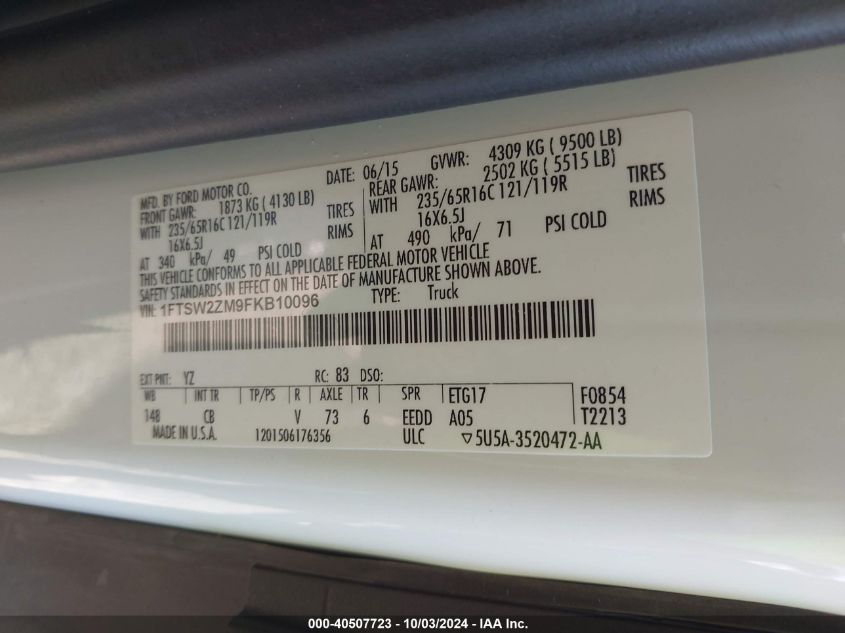 MFD. BY FORD MOTOR CO. DATE: 06/15 GVWR: 4309 KG ( 9500 LB)
FRONT GAWR: 1873 KG ( 4130 LB) REAR GAWR: 2502 KG ( 5515 LB)
WITH 235/65R16C 121/119R TIRES WITH 235/65R16C 121/119R TIRES
16X6.5J RIMS 16X6.5J RIMS
AT 340 kPa/ 49 PSI COLD AT 490 kPa/ 71 PSI COLD
THIS VEHICLE CONFORMS TO ALL APPLICABLE FEDERAL MOTOR VEHICLE
SAFETY STANDARDS IN EFFECT ON THE DATE OF MANUFACTURE SHOWN ABOVE.
VIN: 1FTSW2ZM9FKB10096 TYPE: Truck
EXT PNT: YZ RC: 83 DSO:
WB INT TR TP/PS R AXLE TR SPR ETG17 F0854
148 CB V 73 6 EEDD A05 T2213
MADE IN U.S.A. 1201506176356 ULC ▽5U5A-3520472-AA
000-40507723 - 10/03/2024 - IAA Inc.